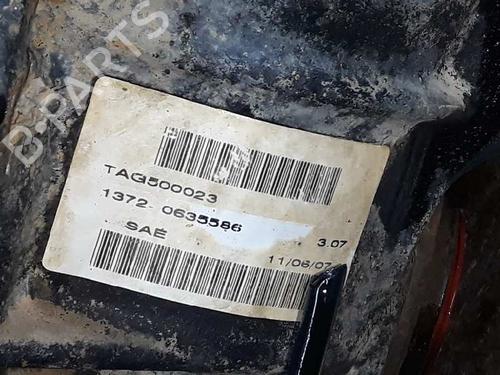 B-PARTS
TAG500023
1372- 0635586
3.07
SAE
11/06/07